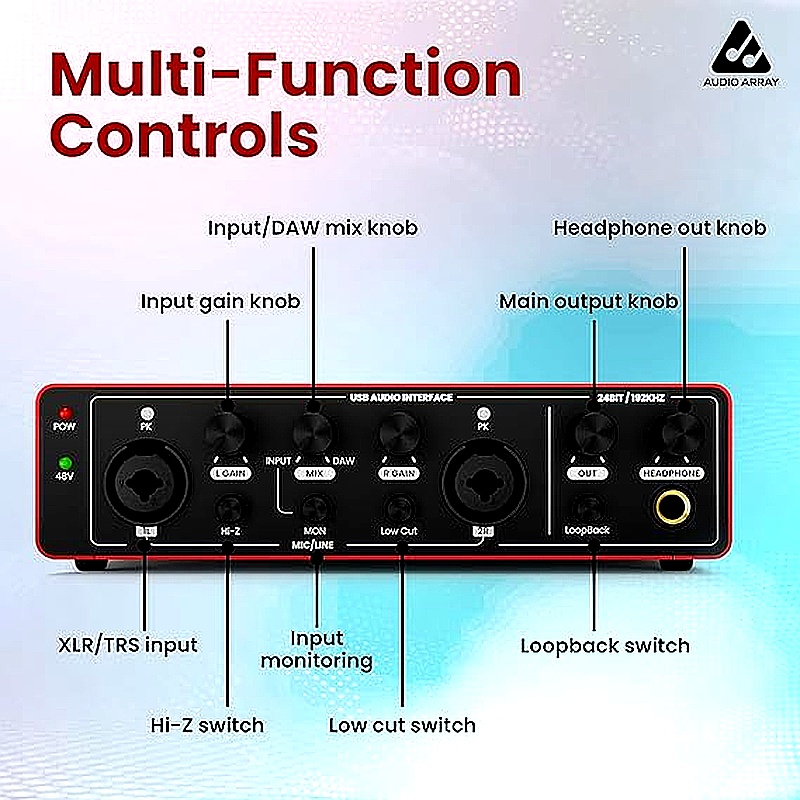 Multi-Function
Controls
AUDIO ARRAY
Input/DAW mix knob
Headphone out knob
Input gain knob
Main output knob
USB AUDIO INTERFACE
24BIT / 192KHZ
POW
PK
PK
48V
L GAIN
INPUT
MIX
DAW
R GAIN
OUT
HEADPHONE
Hi-Z
MON
Low Cut
LoopBack
MIC/LINE
XLR/TRS input
Input
monitoring
Loopback switch
Hi-Z switch
Low cut switch